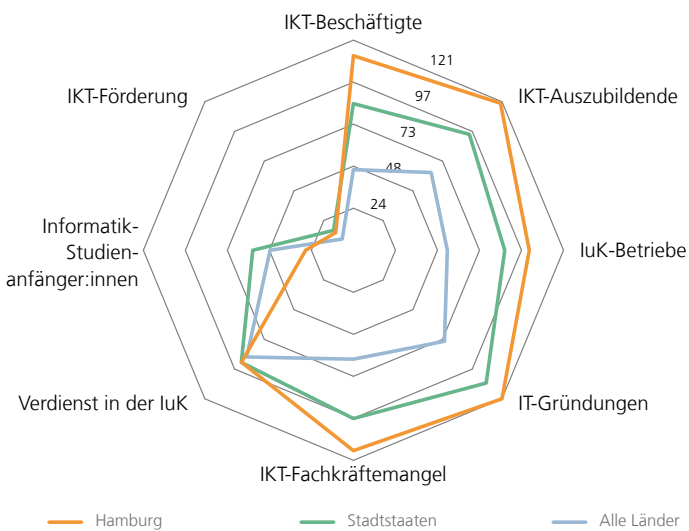 IKT-Beschäftigte
121
97
73
48
24
IKT-Auszubildende
IuK-Betriebe
IT-Gründungen
IKT-Fachkräftemangel
Verdienst in der IuK
Informatik-
Studien-
anfänger:innen
IKT-Förderung
Hamburg
Stadtstaaten
Alle Länder